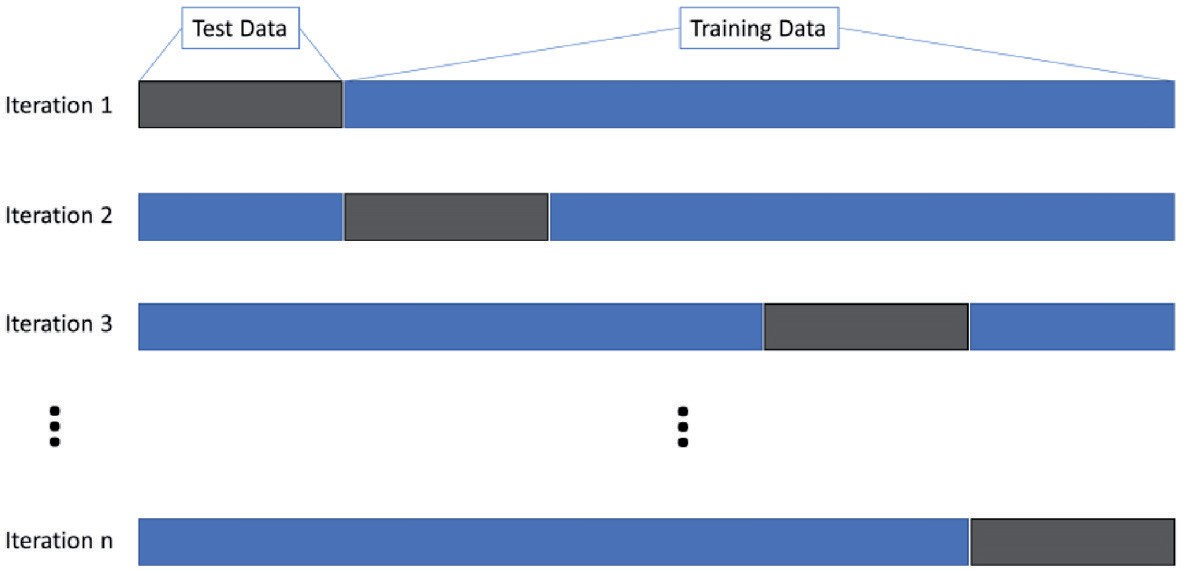 Test Data
Training Data
Iteration 1
Iteration 2
Iteration 3
Iteration n